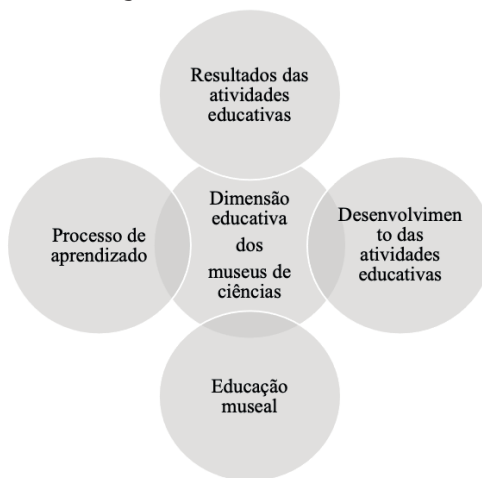 Resultados das
atividades
educativas
Processo de
aprendizado
Dimensão
educativa
dos
museus de
ciências
Desenvolvimen
to das
atividades
educativas
Educação
museal